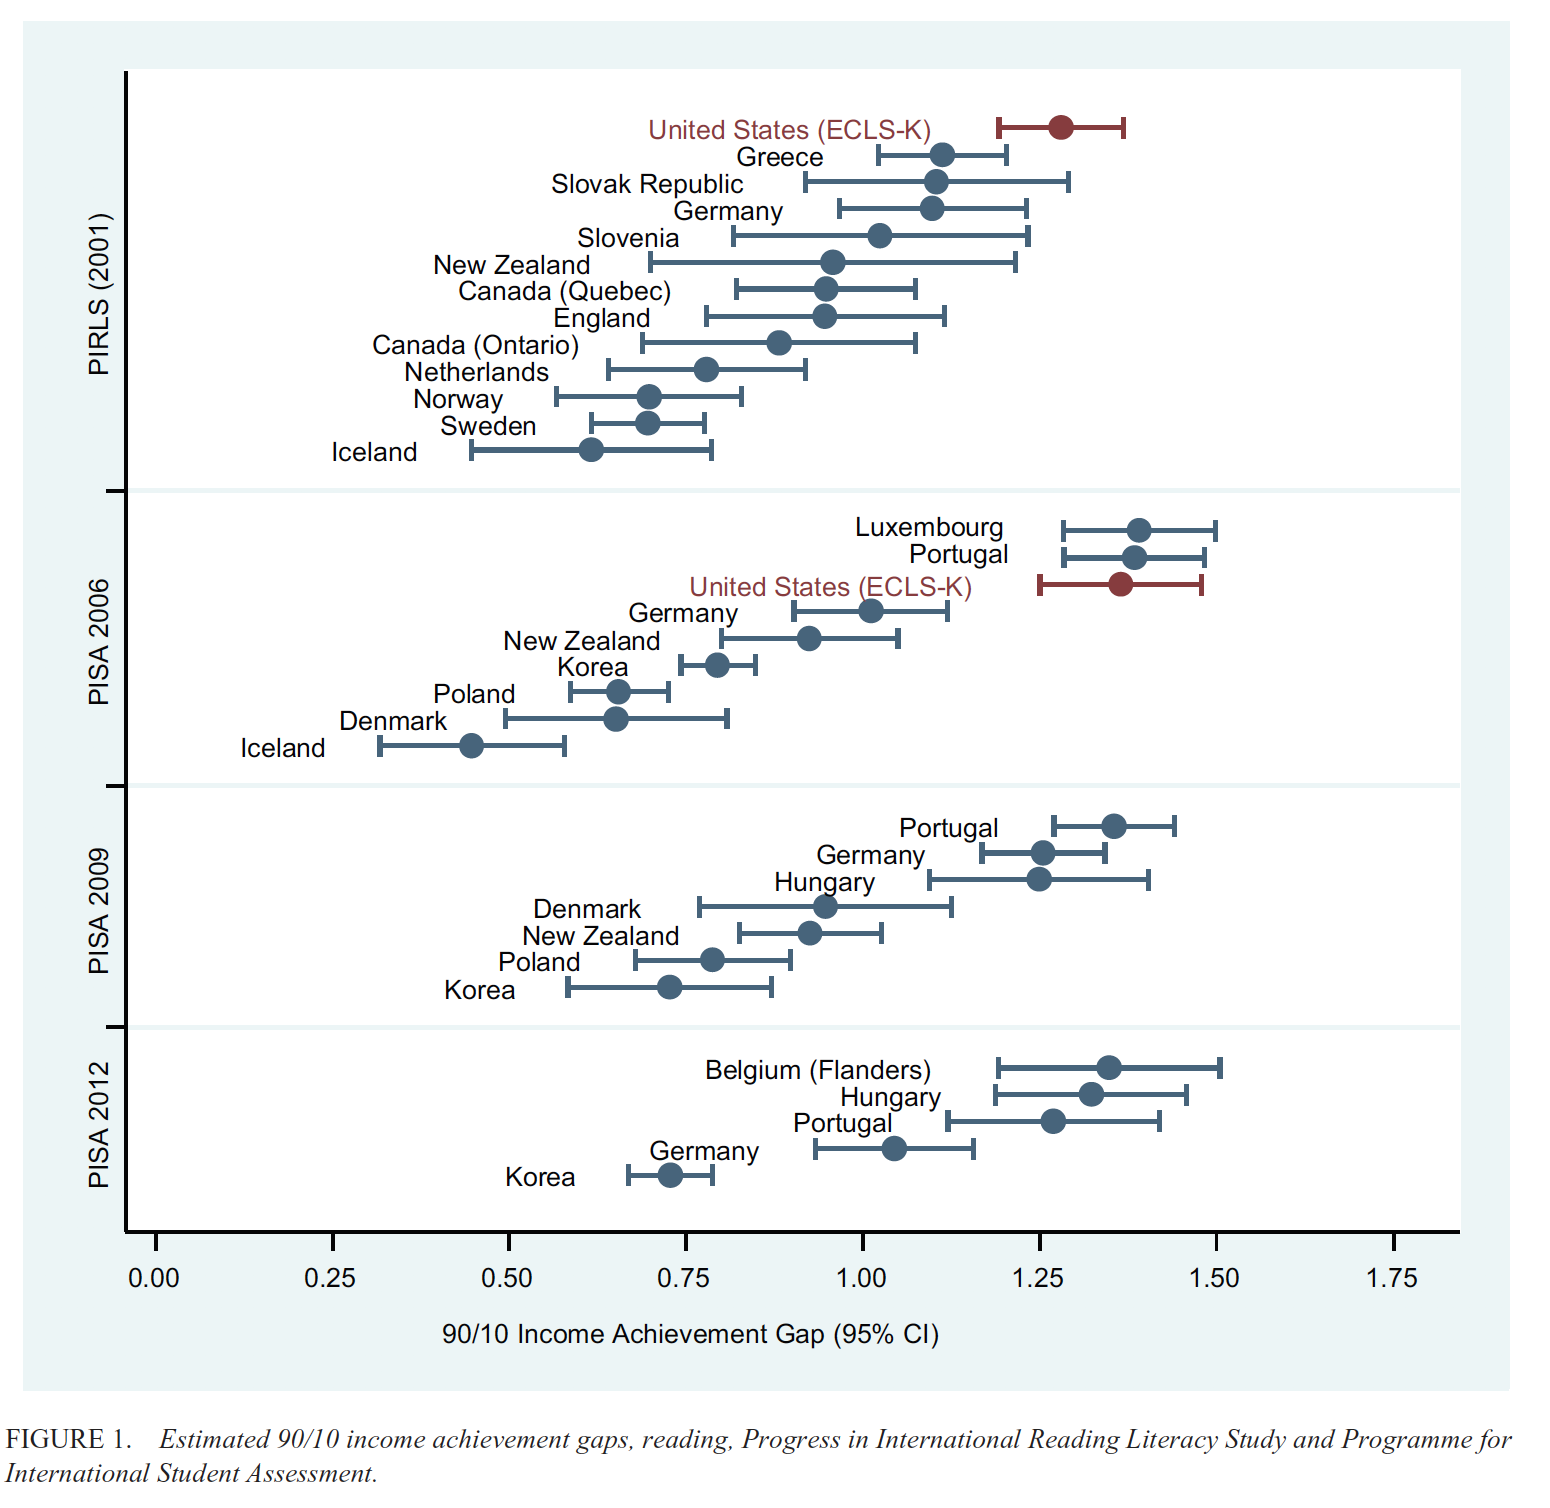 PIRLS (2001)
United States (ECLS-K)
Greece
Slovak Republic
Germany
Slovenia
New Zealand
Canada (Quebec)
England
Canada (Ontario)
Netherlands
Norway
Sweden
Iceland
PISA 2006
Luxembourg
Portugal
United States (ECLS-K)
Germany
New Zealand
Korea
Poland
Denmark
Iceland
PISA 2009
Portugal
Germany
Hungary
Denmark
New Zealand
Poland
Korea
PISA 2012
Belgium (Flanders)
Hungary
Portugal
Germany
Korea
0.00 0.25 0.50 0.75 1.00 1.25 1.50 1.75
90/10 Income Achievement Gap (95% CI)
FIGURE 1. Estimated 90/10 income achievement gaps, reading, Progress in International Reading Literacy Study and Programme for
International Student Assessment.